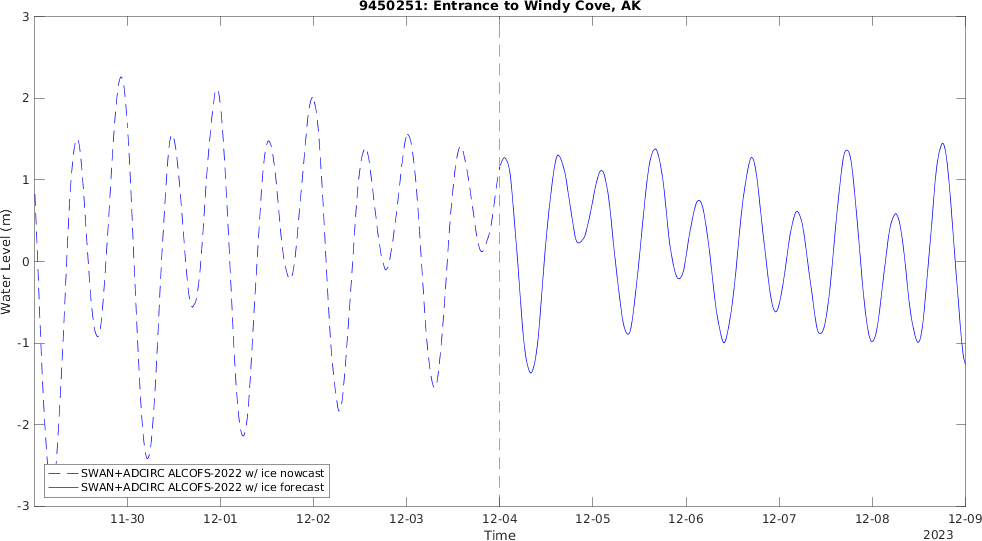 9450251: Entrance to Windy Cove, AK
3
2
1
0
-1
-2
-3
Water Level (m)
SWAN+ADCIRC ALCOFS-2022 w/ ice nowcast
SWAN+ADCIRC ALCOFS-2022 w/ ice forecast
11-30 12-01 12-02 12-03 12-04 12-05 12-06 12-07 12-08 12-09
Time
2023